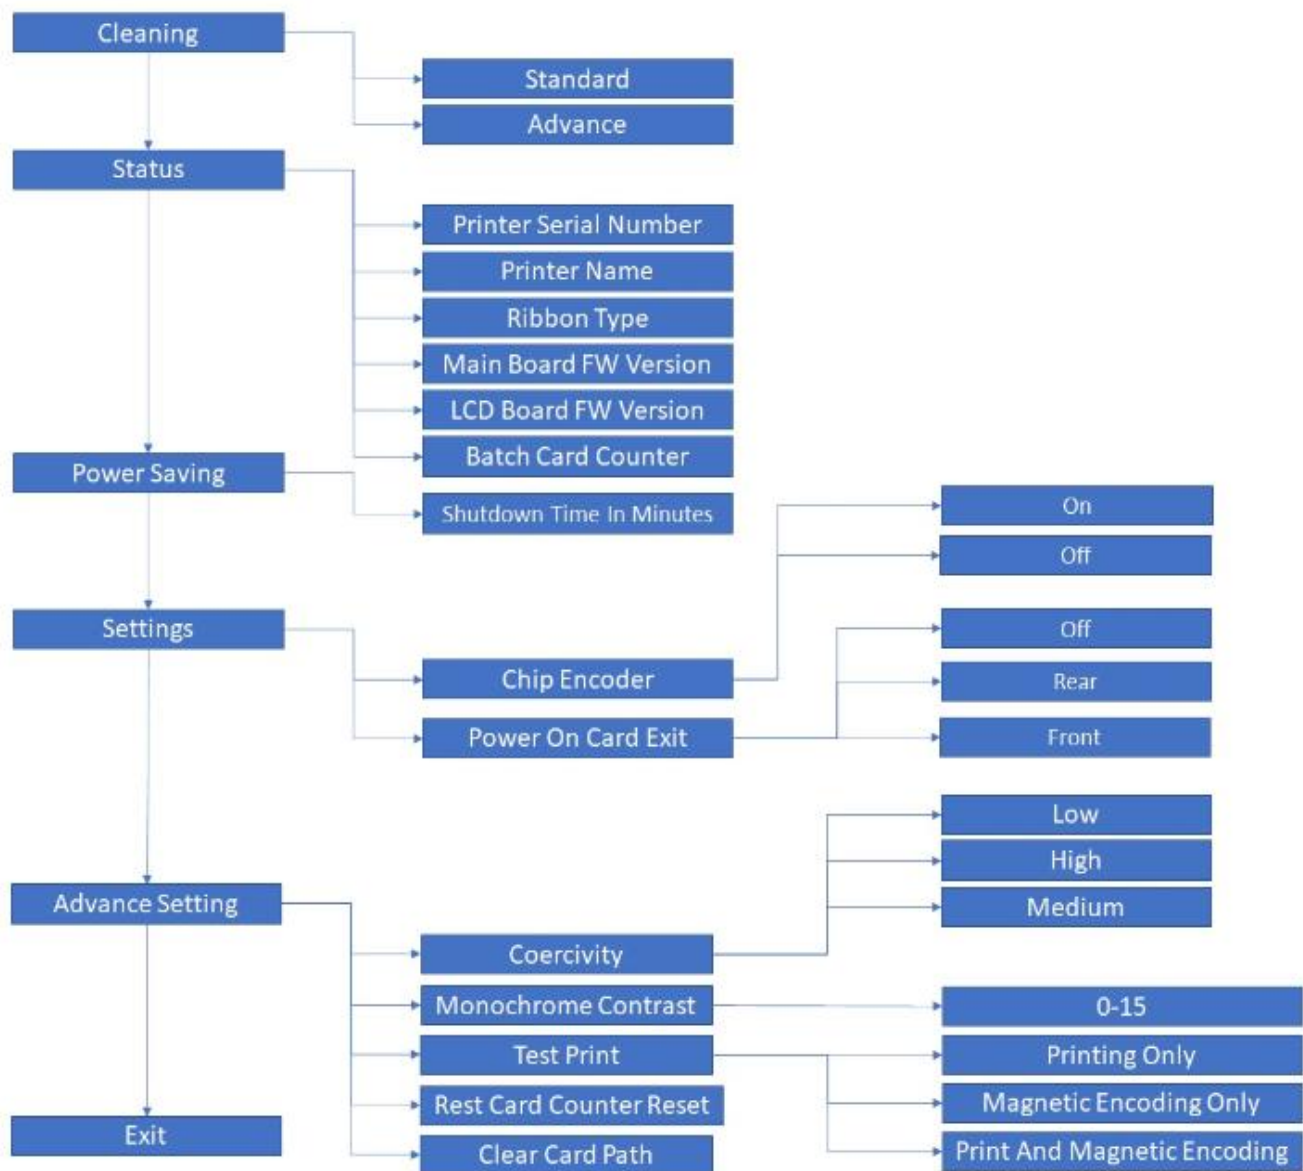 Cleaning
Standard
Advance
Status
Printer Serial Number
Printer Name
Ribbon Type
Main Board FW Version
LCD Board FW Version
Batch Card Counter
Power Saving
Shutdown Time In Minutes
On
Off
Settings
Chip Encoder
Power On Card Exit
Off
Rear
Front
Advance Setting
Low
High
Medium
Coercivity
Monochrome Contrast
0-15
Test Print
Printing Only
Magnetic Encoding Only
Print And Magnetic Encoding
Rest Card Counter Reset
Clear Card Path
Exit